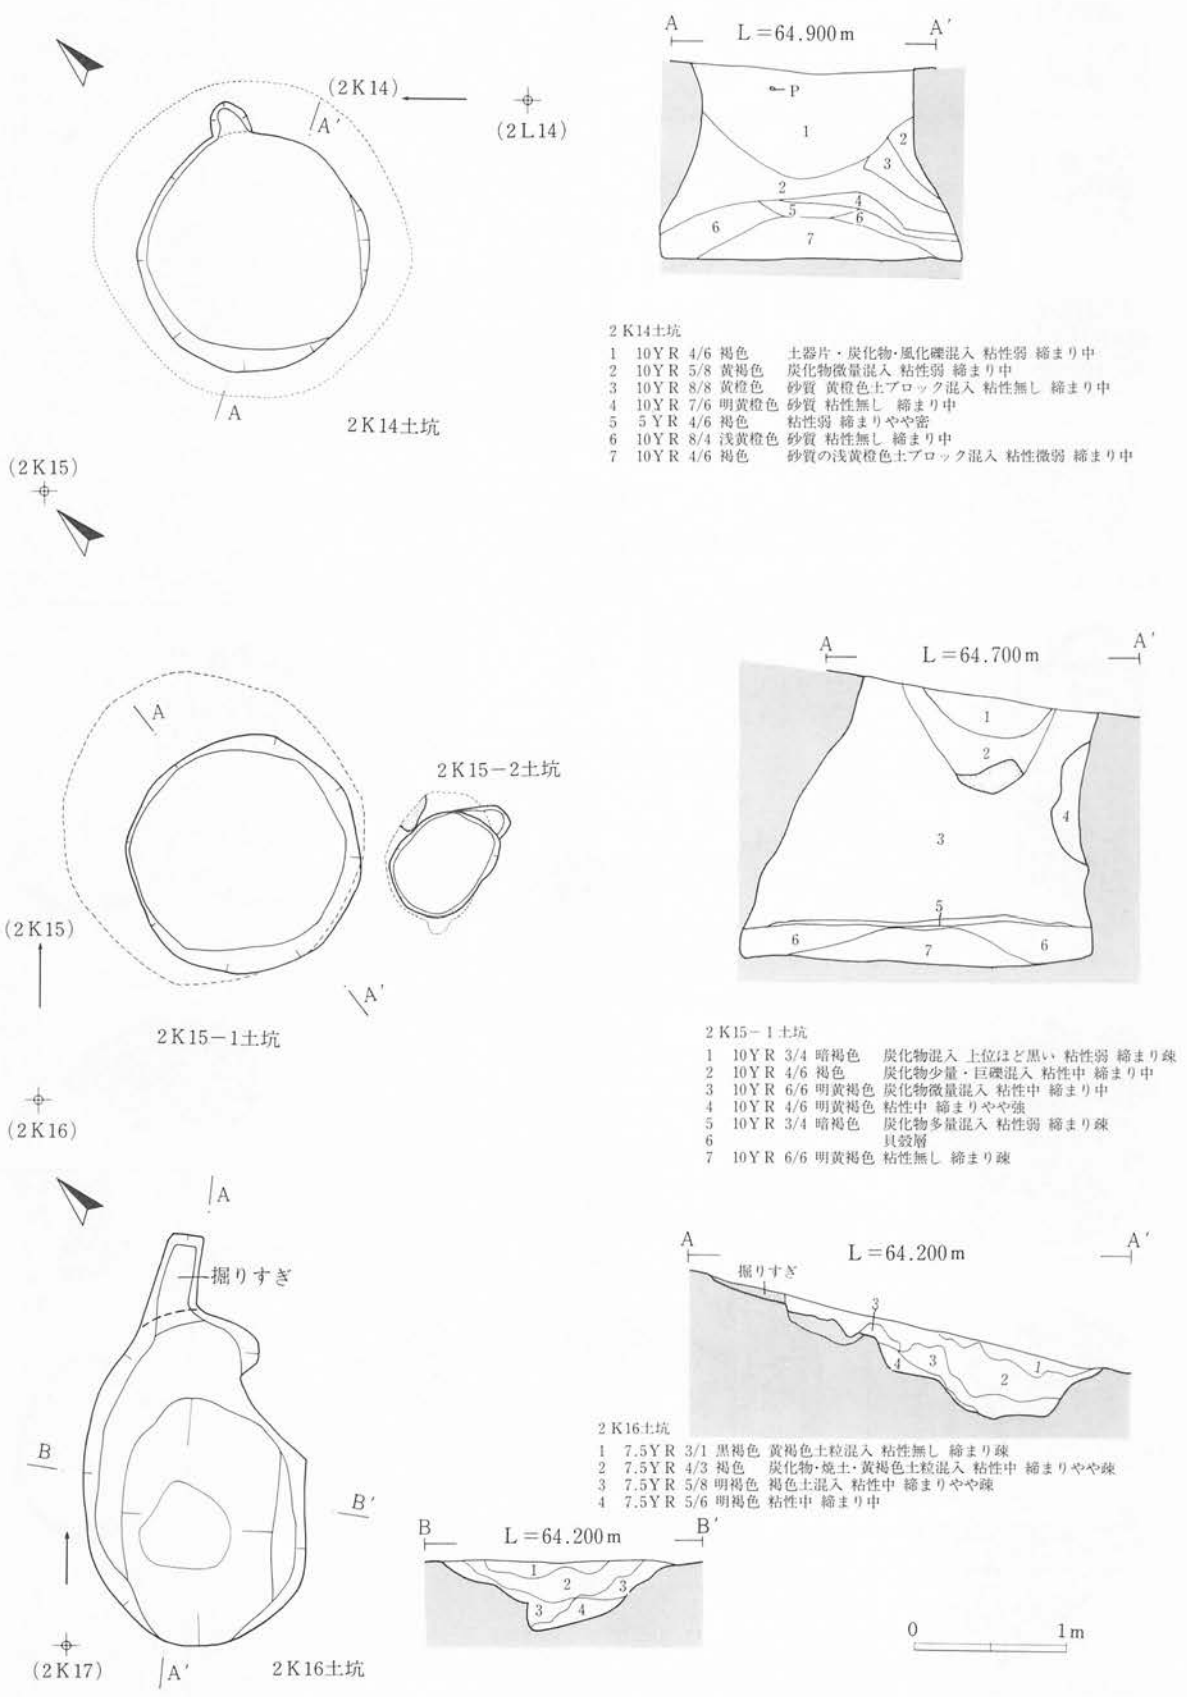 A A'
L=64.900m
P
1
2
3
2
4
5
6
6
7
(2K14)
A'
(2L14)
A
2K14土坑
2K14土坑
1 10YR 4/6 褐色 土器片・炭化物・風化礫混入 粘性弱 締まり中
2 10YR 5/8 黄褐色 炭化物微量混入 粘性弱 締まり中
3 10YR 8/8 黄橙色 砂質 黄橙色土ブロック混入 粘性無し 締まり中
4 10YR 7/6 明黄橙色 砂質 粘性無し 締まり中
5 5YR 4/6 褐色 粘性弱 締まりやや密
6 10YR 8/4 浅黄橙色 砂質 粘性無し 締まり中
7 10YR 4/6 褐色 砂質の浅黄橙色土ブロック混入 粘性微弱 締まり中
(2K15)
A
2K15-2土坑
(2K15)
A'
2K15-1土坑
(2K16)
A A'
L=64.700m
1
2
3
4
5
6 7 6
2K15-1土坑
1 10YR 3/4 暗褐色 炭化物混入 上位ほど黒い 粘性弱 締まり疎
2 10YR 4/6 褐色 炭化物少量・巨礫混入 粘性中 締まり中
3 10YR 6/6 明黄褐色 炭化物微量混入 粘性中 締まり中
4 10YR 4/6 明黄褐色 粘性中 締まりやや強
5 10YR 3/4 暗褐色 炭化物多量混入 粘性弱 締まり疎
6 貝殻層
7 10YR 6/6 明黄褐色 粘性無し 締まり疎
A
掘りすぎ
B
B'
(2K17)
A'
2K16土坑
A A'
L=64.200m
掘りすぎ
3
4 3 2 1
2K16土坑
1 7.5YR 3/1 黒褐色 黄褐色土粒混入 粘性無し 締まり疎
2 7.5YR 4/3 褐色 炭化物・焼土・黄褐色土粒混入 粘性中 締まりやや疎
3 7.5YR 5/8 明褐色 褐色土混入 粘性中 締まりやや疎
4 7.5YR 5/6 明褐色 粘性中 締まり中
B B'
L=64.200m
1
2 3
3 4
0 1m